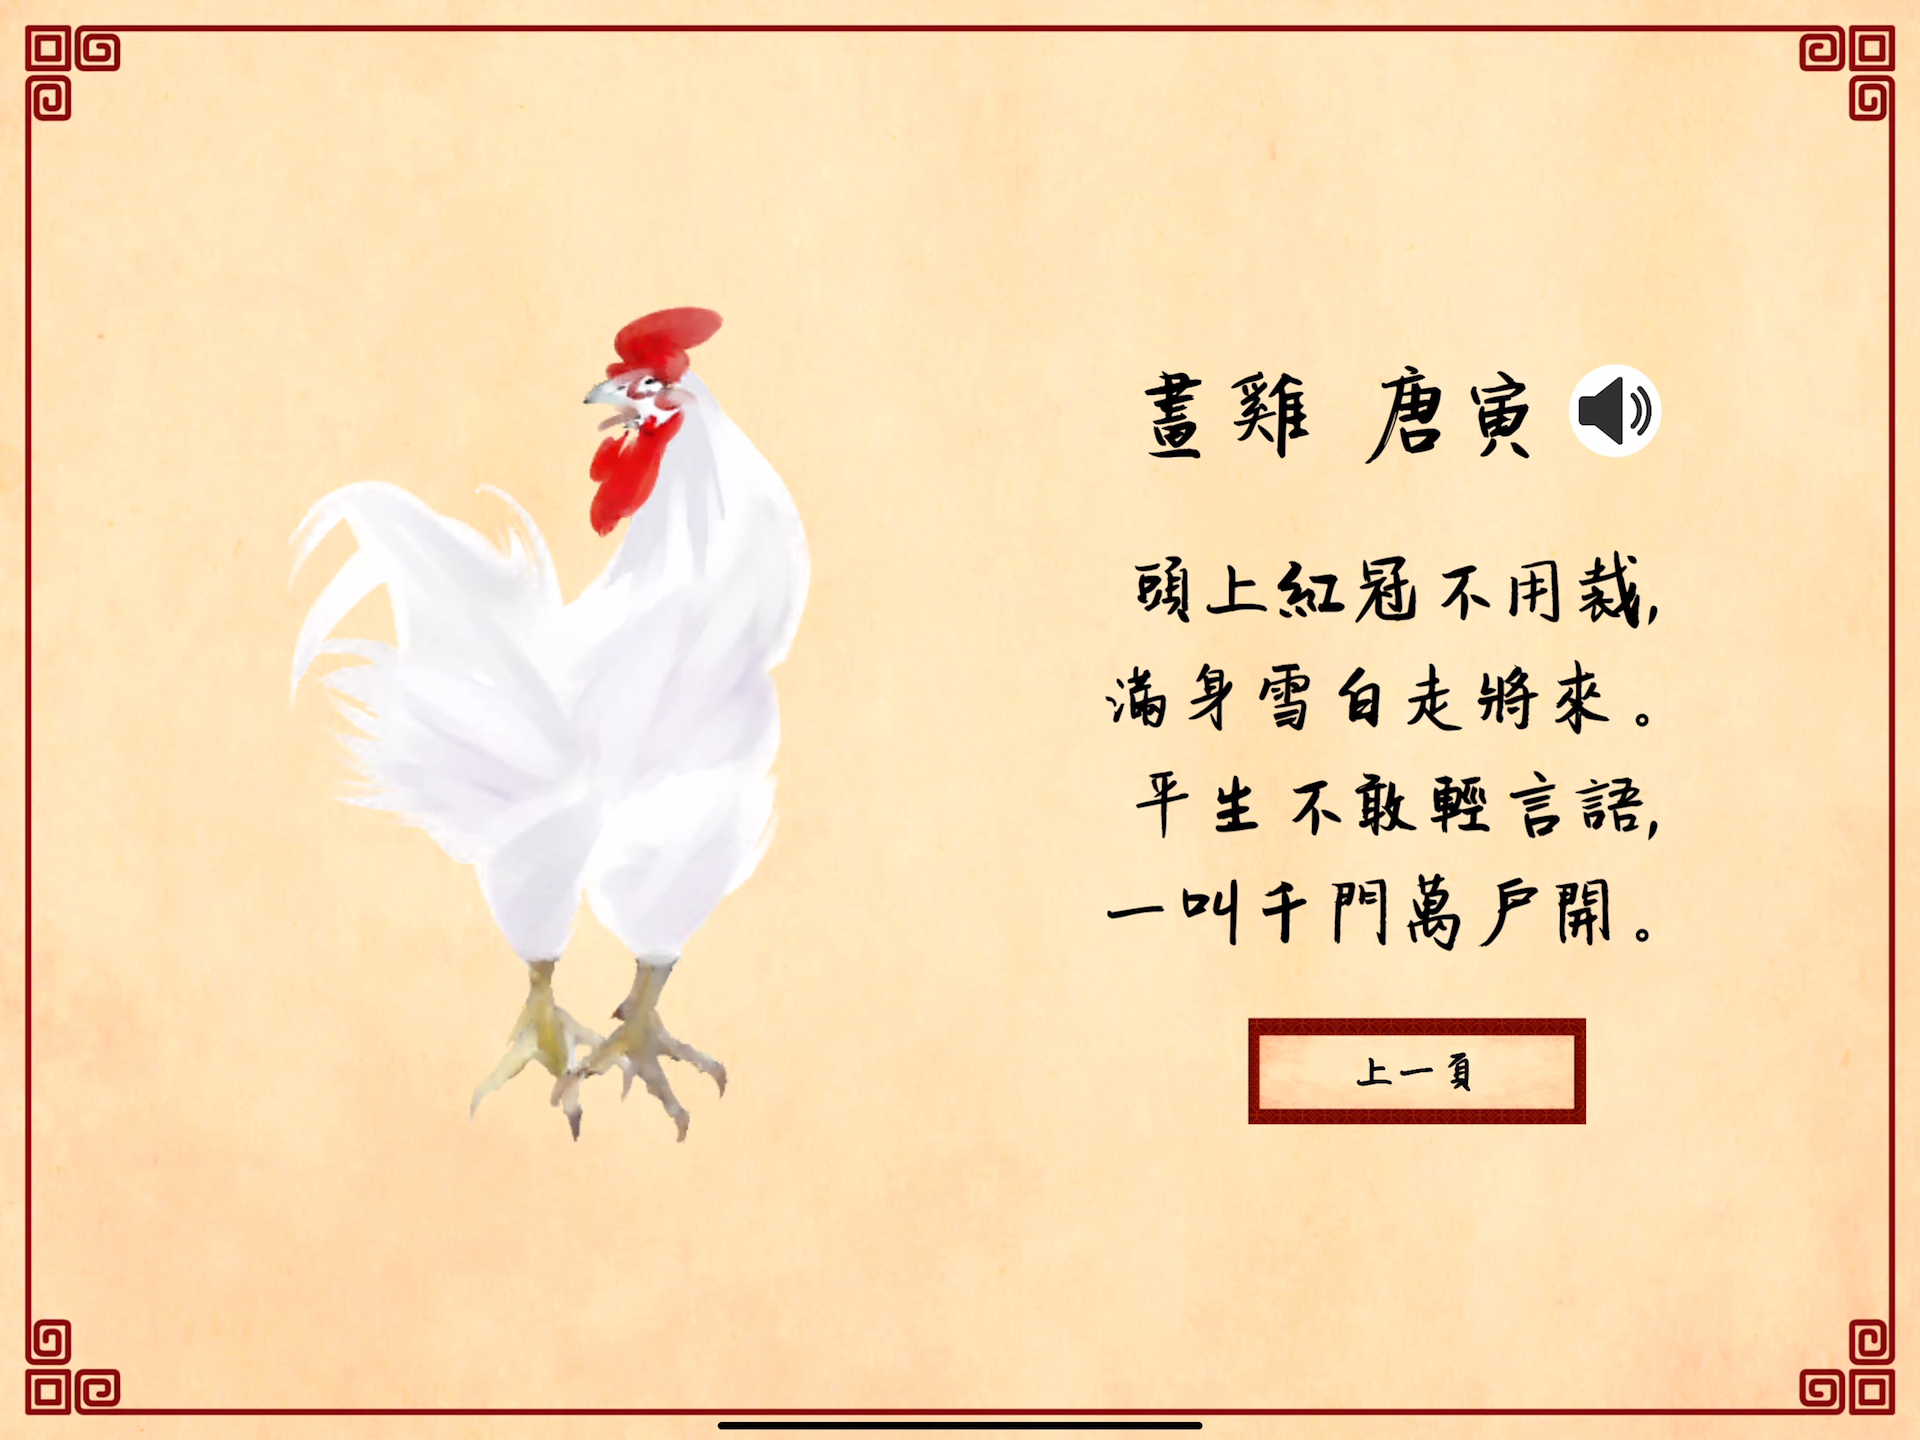 畫雞 唐寅
頭上紅冠不用裁,
滿身雪白走將來。
平生不敢輕言語,
一叫千門萬戶開。
上一頁